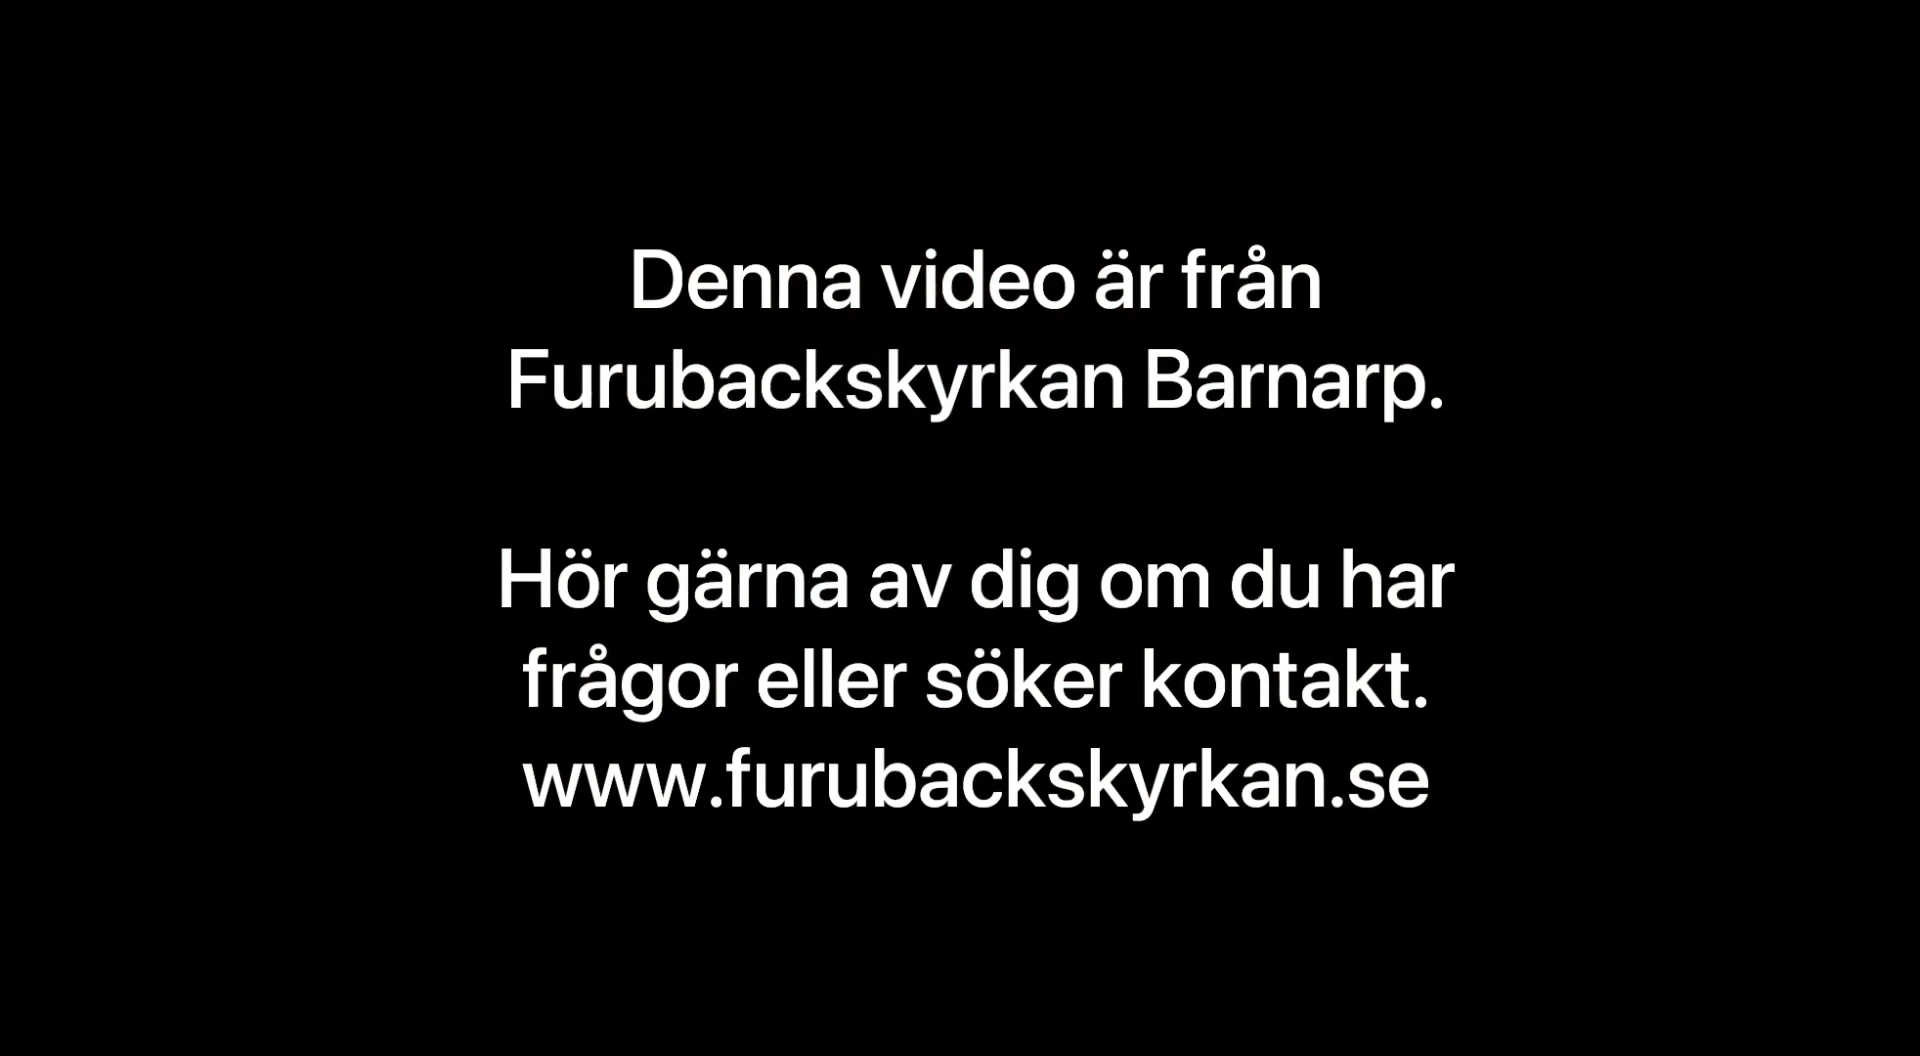 Denna video är från
Furubackskyrkan Barnarp.
Hör gärna av dig om du har
frågor eller söker kontakt.
www.furubackskyrkan.se